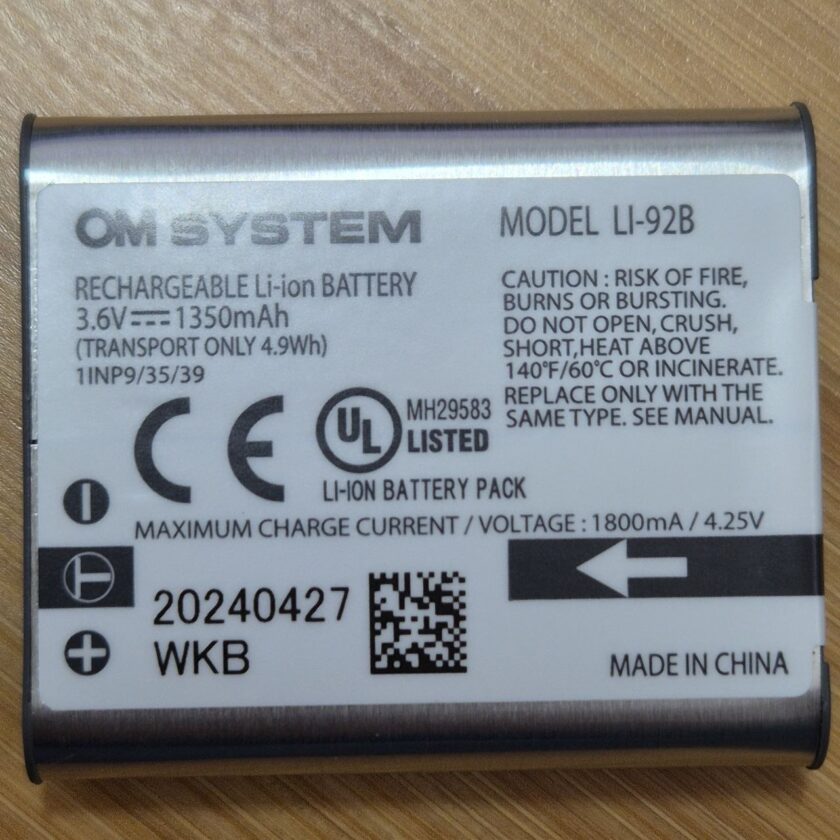 OM SYSTEM
MODEL LI-92B
RECHARGEABLE Li-ion BATTERY
3.6V⎓1350mAh
(TRANSPORT ONLY 4.9Wh)
1INP9/35/39
CAUTION : RISK OF FIRE,
BURNS OR BURSTING.
DO NOT OPEN, CRUSH,
SHORT, HEAT ABOVE
140°F/60°C OR INCINERATE.
REPLACE ONLY WITH THE
SAME TYPE. SEE MANUAL.
CE
UL
MH29583
LISTED
LI-ION BATTERY PACK
MAXIMUM CHARGE CURRENT / VOLTAGE : 1800mA / 4.25V
T
20240427
WKB
MADE IN CHINA